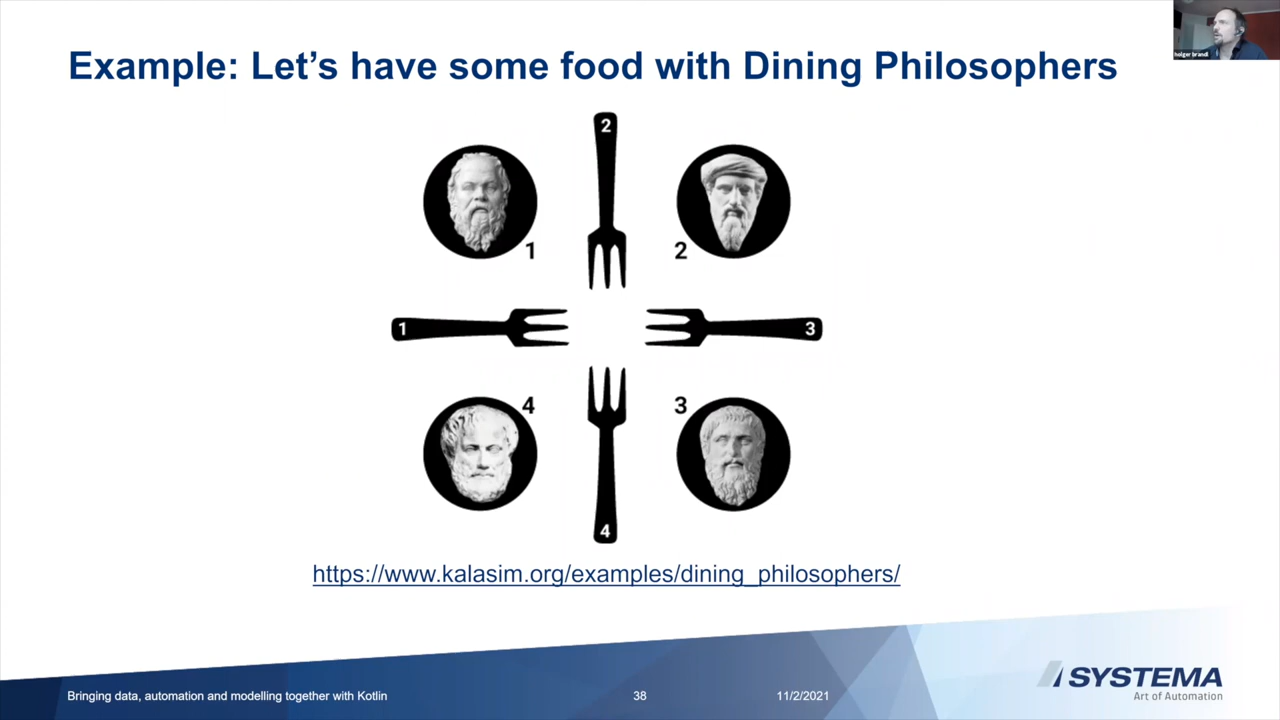 holger brandl
Example: Let's have some food with Dining Philosophers
2
1
2
1
3
4
3
4
https://www.kalasim.org/examples/dining_philosophers/
Bringing data, automation and modelling together with Kotlin
38
11/2/2021
SYSTEMA
Art of Automation